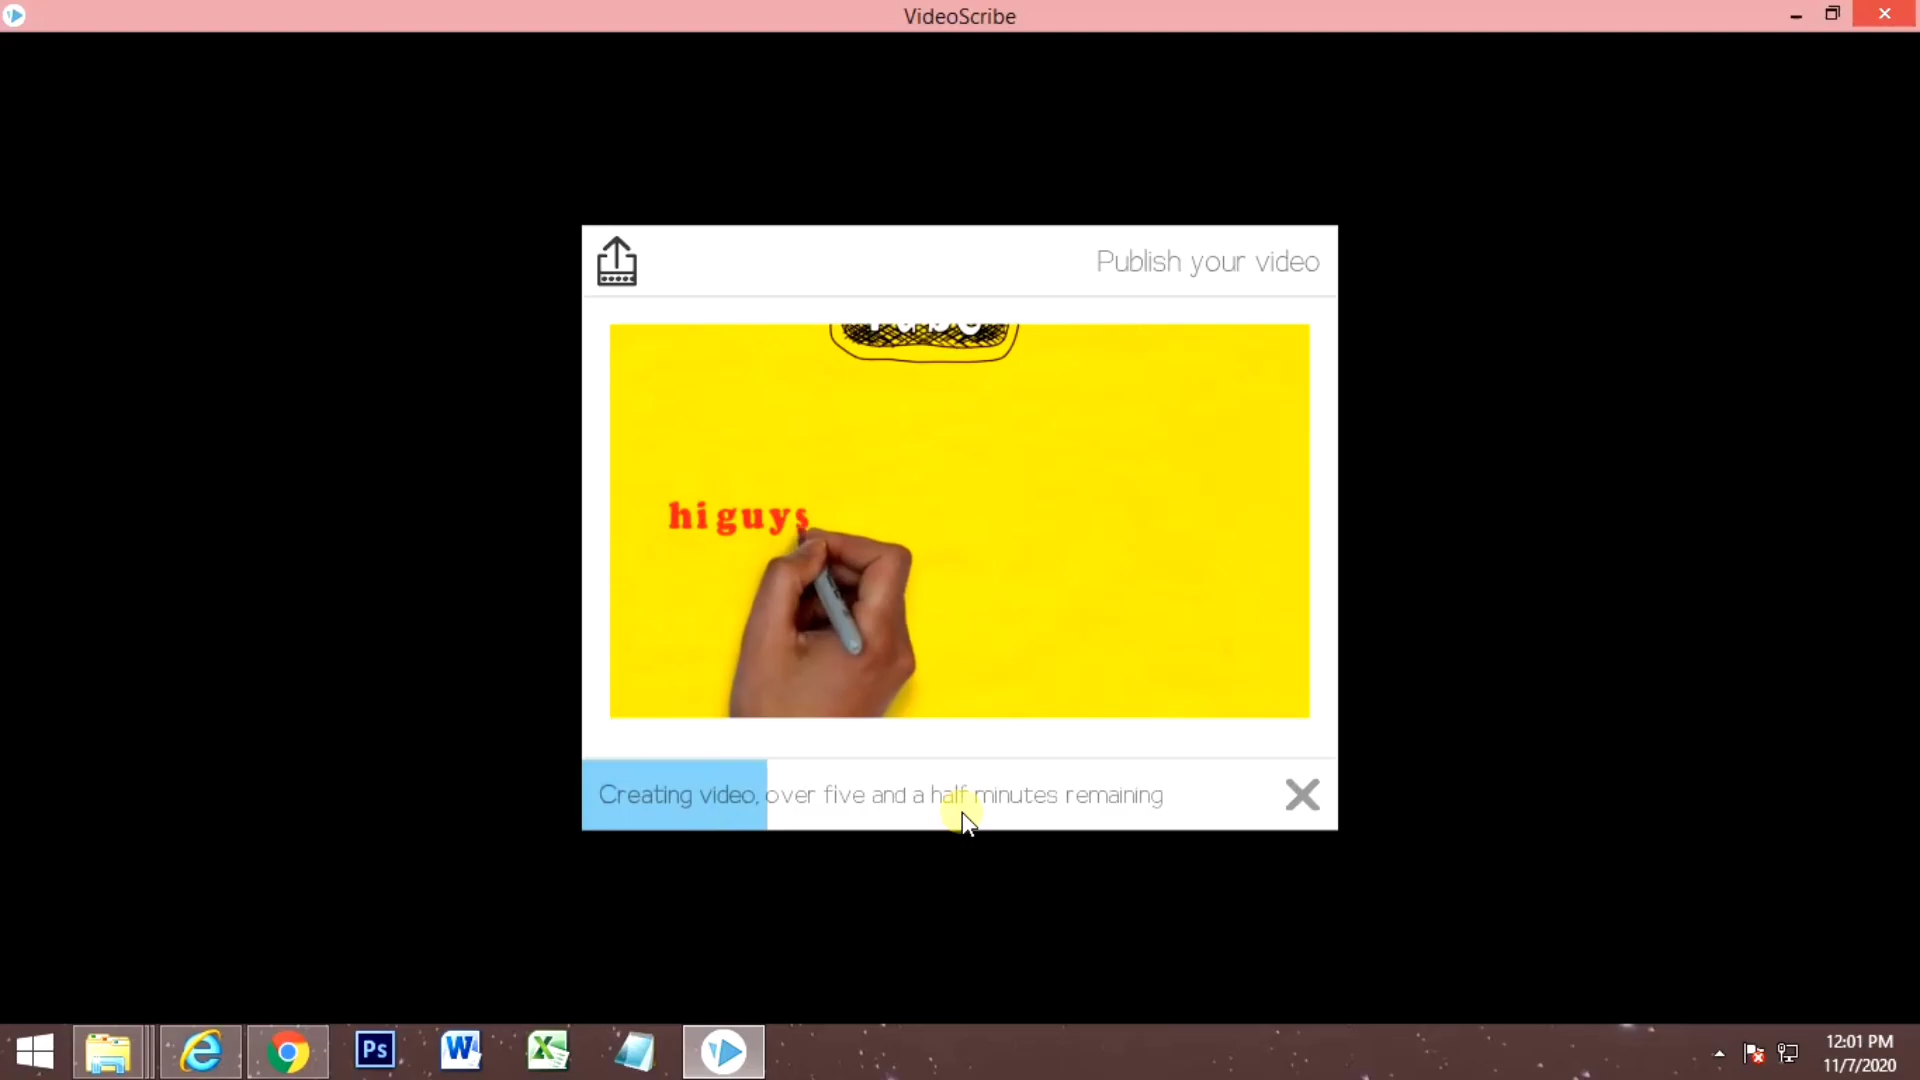 VideoScribe
Publish your video
higuys
Creating video, over five and a half minutes remaining
Ps
12:01 PM
11/7/2020